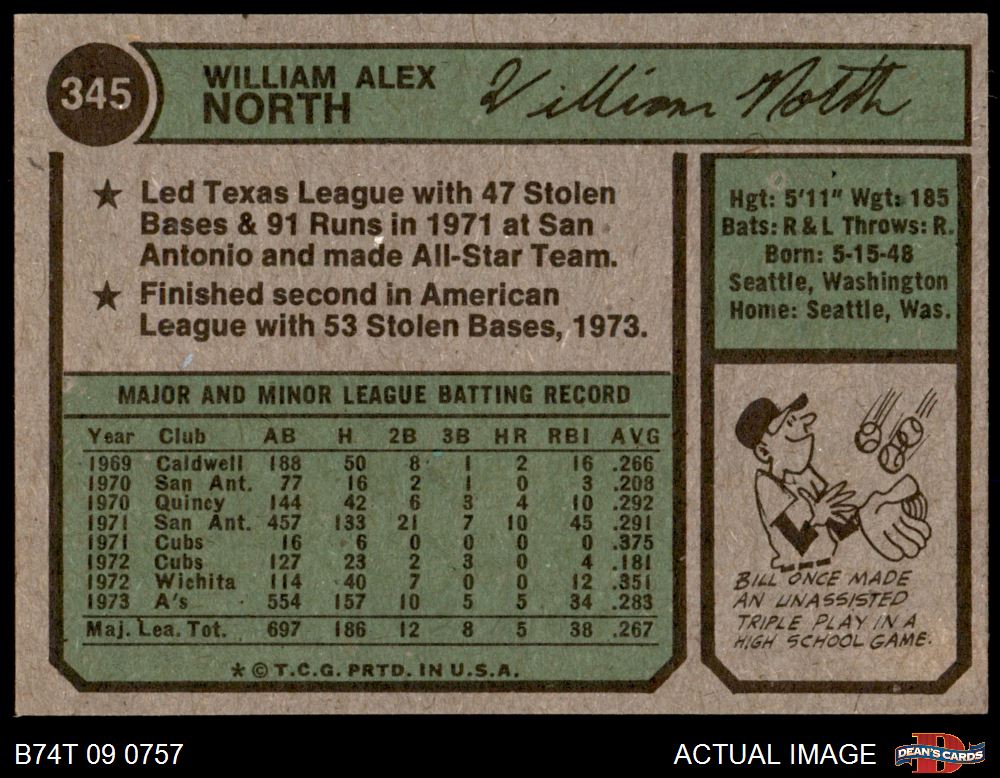 345
WILLIAM ALEX
NORTH
William North
★ Led Texas League with 47 Stolen
Bases & 91 Runs in 1971 at San
Antonio and made All-Star Team.
★ Finished second in American
League with 53 Stolen Bases, 1973.
Hgt: 5'11" Wgt: 185
Bats: R & L Throws: R.
Born: 5-15-48
Seattle, Washington
Home: Seattle, Was.
MAJOR AND MINOR LEAGUE BATTING RECORD
Year Club AB H 2B 3B HR RBI AVG
1969 Caldwell 188 50 8 1 2 16 .266
1970 San Ant. 77 16 2 1 0 3 .208
1970 Quincy 144 42 6 3 4 10 .292
1971 San Ant. 457 133 21 7 10 45 .291
1971 Cubs 16 6 0 0 0 0 .375
1972 Cubs 127 23 2 3 0 4 .181
1972 Wichita 114 40 7 0 0 12 .351
1973 A's 554 157 10 5 5 34 .283
Maj. Lea. Tot. 697 186 12 8 5 38 .267
* © T.C.G. PRTD. IN U.S.A.
BILL ONCE MADE
AN UNASSISTED
TRIPLE PLAY IN A
HIGH SCHOOL GAME.
B74T 09 0757
ACTUAL IMAGE
DEAN'S CARDS